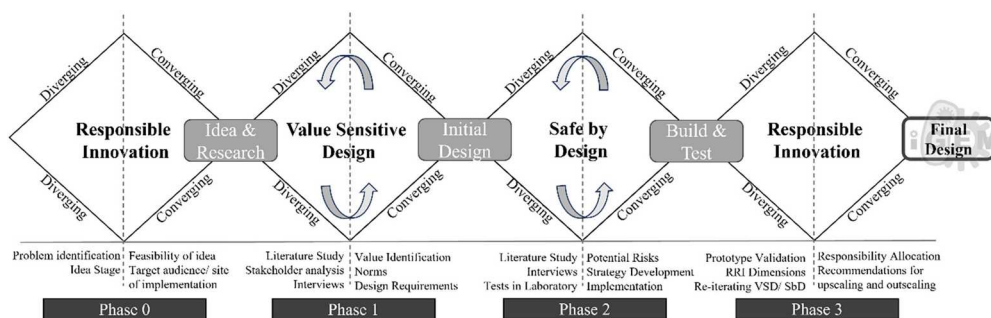 Diverging
Converging
Diverging
Converging
Diverging
Converging
Diverging
Converging
Responsible
Innovation
Idea &
Research
Value Sensitive
Design
Initial
Design
Safe by
Design
Build &
Test
Responsible
Innovation
Final
Design
iGEM
Diverging
Converging
Diverging
Converging
Diverging
Converging
Diverging
Converging
Problem identification
Idea Stage
Feasibility of idea
Target audience/ site
of implementation
Literature Study
Stakeholder analysis
Interviews
Value Identification
Norms
Design Requirements
Literature Study
Interviews
Tests in Laboratory
Potential Risks
Strategy Development
Implementation
Prototype Validation
RRI Dimensions
Re-iterating VSD/ SbD
Responsibility Allocation
Recommendations for
upscaling and outscaling
Phase 0
Phase 1
Phase 2
Phase 3